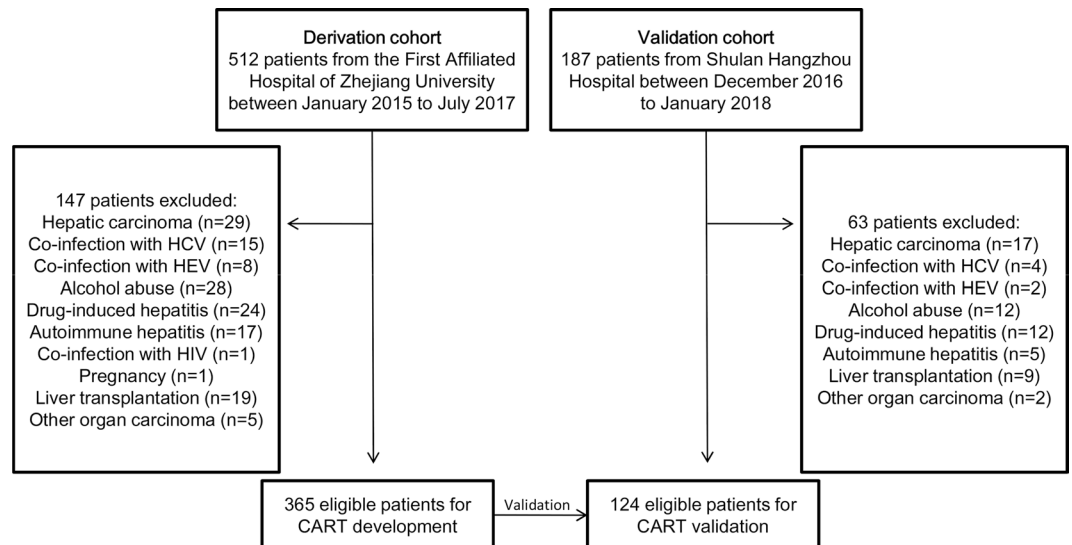 Derivation cohort
512 patients from the First Affiliated
Hospital of Zhejiang University
between January 2015 to July 2017
Validation cohort
187 patients from Shulan Hangzhou
Hospital between December 2016
to January 2018
147 patients excluded:
Hepatic carcinoma (n=29)
Co-infection with HCV (n=15)
Co-infection with HEV (n=8)
Alcohol abuse (n=28)
Drug-induced hepatitis (n=24)
Autoimmune hepatitis (n=17)
Co-infection with HIV (n=1)
Pregnancy (n=1)
Liver transplantation (n=19)
Other organ carcinoma (n=5)
63 patients excluded:
Hepatic carcinoma (n=17)
Co-infection with HCV (n=4)
Co-infection with HEV (n=2)
Alcohol abuse (n=12)
Drug-induced hepatitis (n=12)
Autoimmune hepatitis (n=5)
Liver transplantation (n=9)
Other organ carcinoma (n=2)
365 eligible patients for
CART development
Validation
124 eligible patients for
CART validation